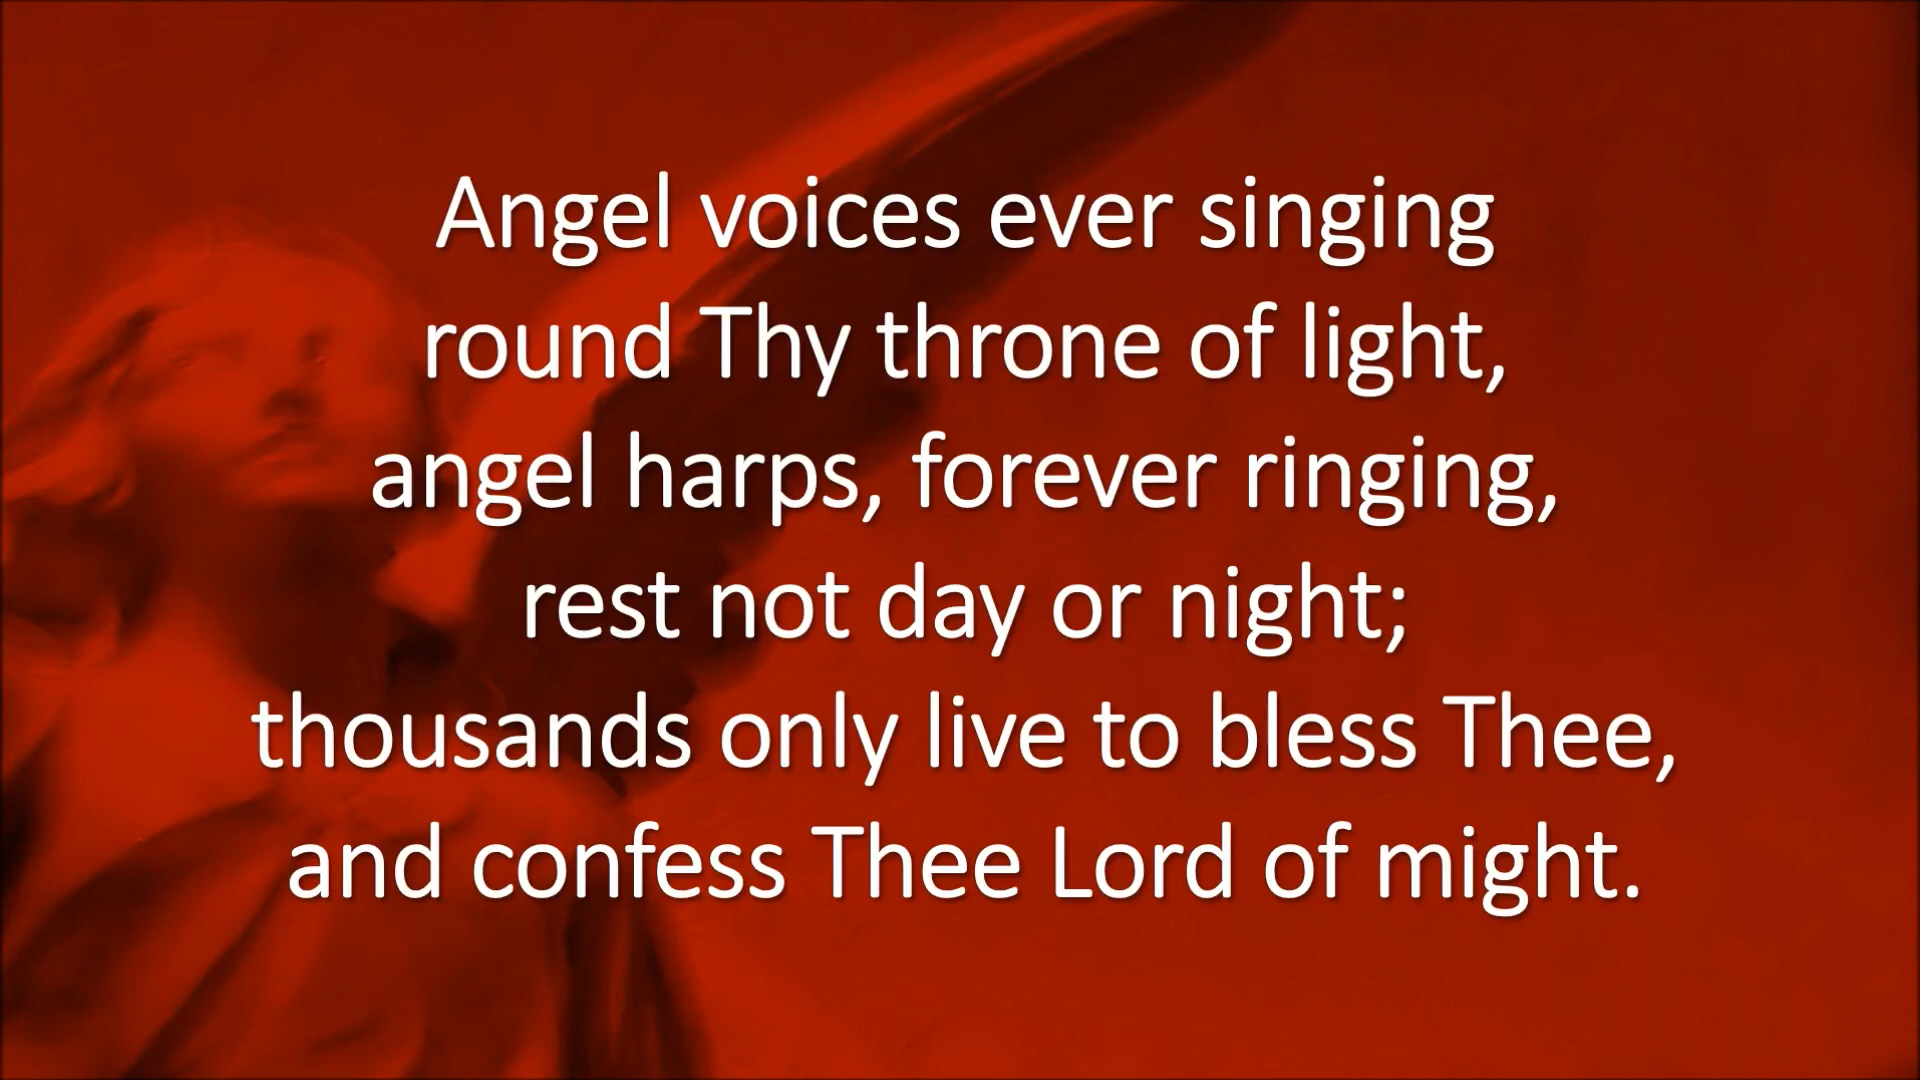 Angel voices ever singing
round Thy throne of light,
angel harps, forever ringing,
rest not day or night;
thousands only live to bless Thee,
and confess Thee Lord of might.